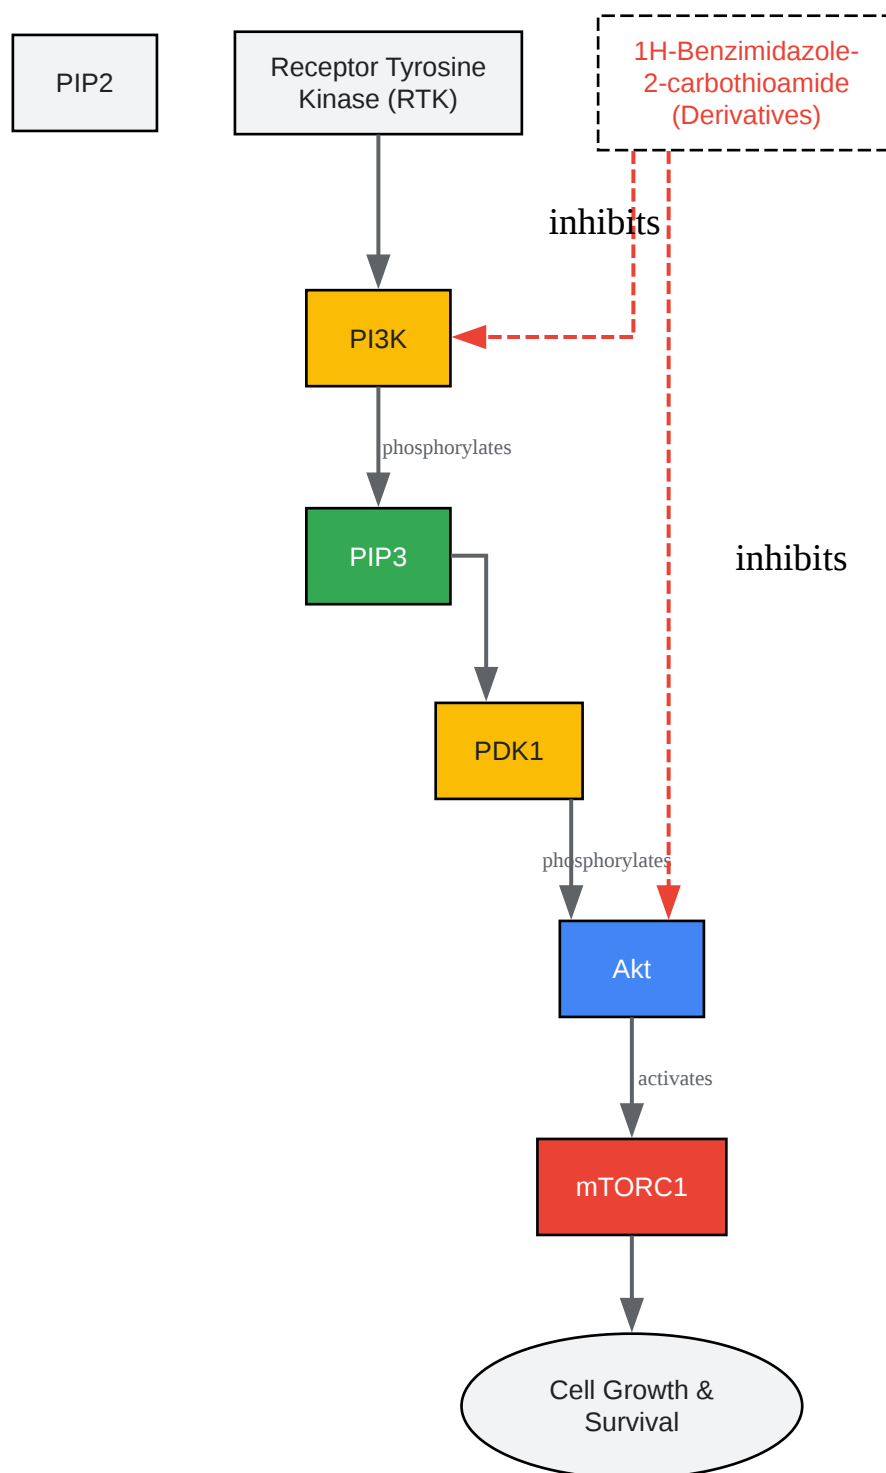 PIP2
Receptor Tyrosine
Kinase (RTK)
1H-Benzimidazole-
2-carbothioamide
(Derivatives)
inhibits
PI3K
phosphorylates
PIP3
inhibits
PDK1
phosphorylates
Akt
activates
mTORC1
Cell Growth &
Survival